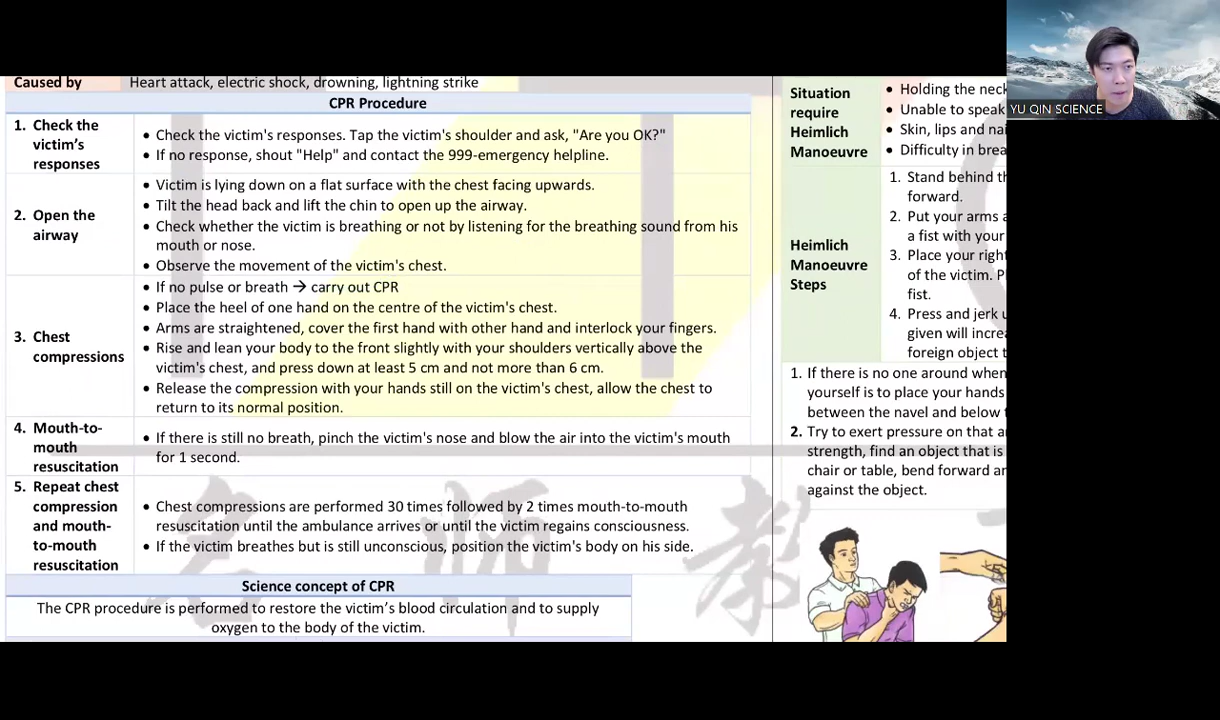 Caused by
Heart attack, electric shock, drowning, lightning strike
CPR Procedure
1. Check the
victim's
responses
• Check the victim's responses. Tap the victim's shoulder and ask, "Are you OK?"
• If no response, shout "Help" and contact the 999-emergency helpline.
2. Open the
airway
• Victim is lying down on a flat surface with the chest facing upwards.
• Tilt the head back and lift the chin to open up the airway.
• Check whether the victim is breathing or not by listening for the breathing sound from his
mouth or nose.
• Observe the movement of the victim's chest.
3. Chest
compressions
• If no pulse or breath → carry out CPR
• Place the heel of one hand on the centre of the victim's chest.
• Arms are straightened, cover the first hand with other hand and interlock your fingers.
• Rise and lean your body to the front slightly with your shoulders vertically above the
victim's chest, and press down at least 5 cm and not more than 6 cm.
• Release the compression with your hands still on the victim's chest, allow the chest to
return to its normal position.
4. Mouth-to-
mouth
resuscitation
• If there is still no breath, pinch the victim's nose and blow the air into the victim's mouth
for 1 second.
5. Repeat chest
compression
and mouth-
to-mouth
resuscitation
• Chest compressions are performed 30 times followed by 2 times mouth-to-mouth
resuscitation until the ambulance arrives or until the victim regains consciousness.
• If the victim breathes but is still unconscious, position the victim's body on his side.
Science concept of CPR
The CPR procedure is performed to restore the victim's blood circulation and to supply
oxygen to the body of the victim.
名師教
Situation
require
Heimlich
Manoeuvre
• Holding the neck
• Unable to speak
• Skin, lips and
• Difficulty in
Heimlich
Manoeuvre
Steps
1. Stand behind
forward.
2. Put your arms
a fist with your
3. Place your right
of the victim.
fist.
4. Press and jerk
given will
foreign object
1. If there is no one around when
yourself is to place your hands
between the navel and below
2. Try to exert pressure on that
strength, find an object that is
chair or table, bend forward
against the object.
YU QIN SCIENCE